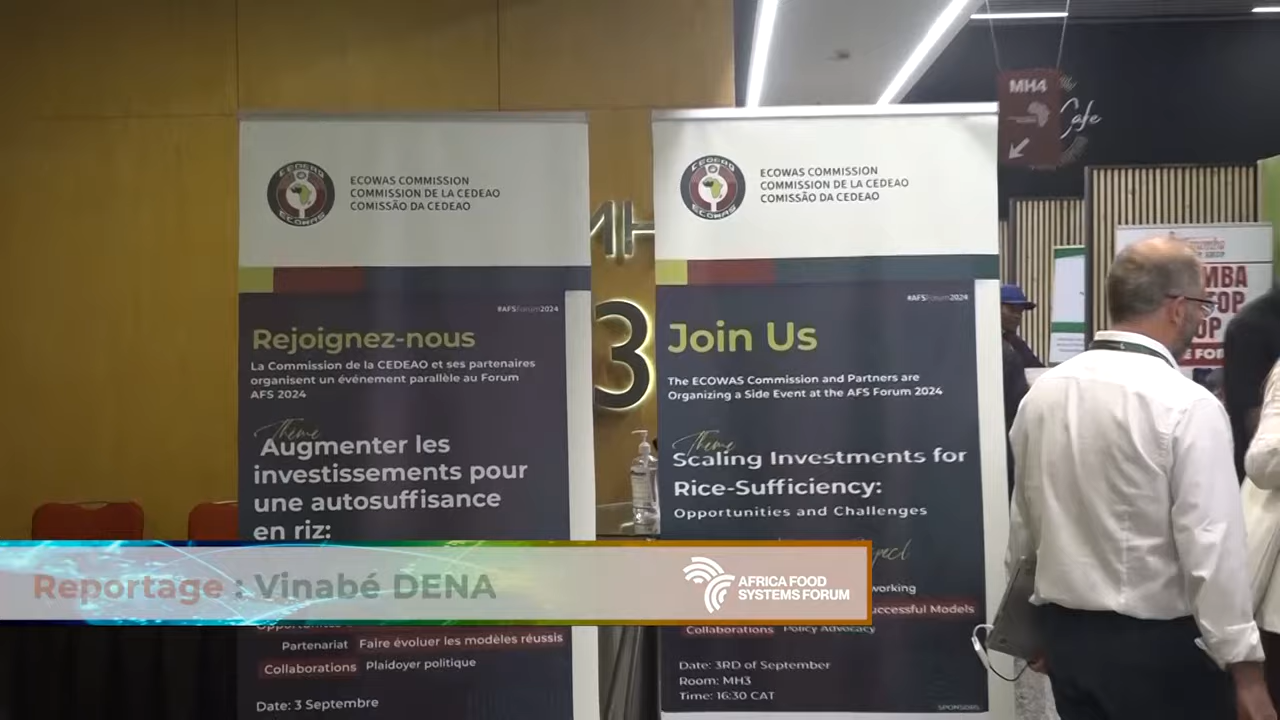 CEDEAO
ECOWAS
ECOWAS COMMISSION
COMMISSION DE LA CEDEAO
COMISSÃO DA CEDEAO
#AFSForum2024
Rejoignez-nous
La Commission de la CEDEAO et ses partenaires
organisent un événement parallèle au Forum
AFS 2024
Thème
Augmenter les
investissements pour
une autosuffisance
en riz:
Partenariat Faire évoluer les modèles réussis
Collaborations Plaidoyer politique
Date: 3 Septembre
MH
3
CEDEAO
ECOWAS
ECOWAS COMMISSION
COMMISSION DE LA CEDEAO
COMISSÃO DA CEDEAO
#AFSForum2024
Join Us
The ECOWAS Commission and Partners are
Organizing a Side Event at the AFS Forum 2024
Theme
Scaling Investments for
Rice-Sufficiency:
Opportunities and Challenges
Successful Models
Collaborations Policy Advocacy
Date: 3RD of September
Room: MH3
Time: 16:30 CAT
SPONSORS
MH4
Cafe
Reportage : Vinabé DENA
AFRICA FOOD
SYSTEMS FORUM